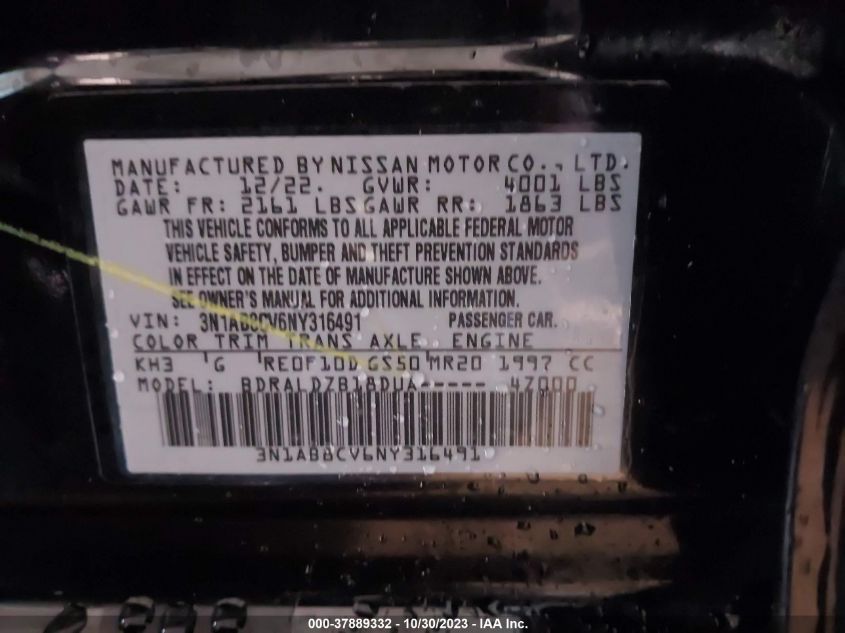 MANUFACTURED BY NISSAN MOTOR CO., LTD.
DATE: 12/22. GVWR: 4001 LBS
GAWR FR: 2161 LBS GAWR RR: 1863 LBS
THIS VEHICLE CONFORMS TO ALL APPLICABLE FEDERAL MOTOR
VEHICLE SAFETY, BUMPER AND THEFT PREVENTION STANDARDS
IN EFFECT ON THE DATE OF MANUFACTURE SHOWN ABOVE.
SEE OWNER'S MANUAL FOR ADDITIONAL INFORMATION.
VIN: 3N1AB8CV6NY316491 PASSENGER CAR.
COLOR TRIM TRANS AXLE ENGINE
KH3 G RE0F10D GS50 MR20 1997 CC
MODEL: BDRALDZB18DUA----- 4Z000
3N1AB8CV6NY316491
000-37889332 - 10/30/2023 - IAA Inc.